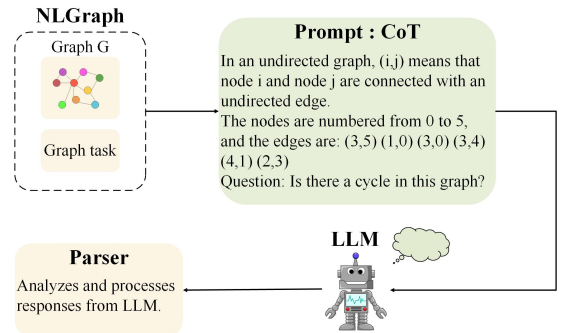 NLGraph
Graph G
Graph task
Prompt : CoT
In an undirected graph, (i,j) means that
node i and node j are connected with an
undirected edge.
The nodes are numbered from 0 to 5,
and the edges are: (3,5) (1,0) (3,0) (3,4)
(4,1) (2,3)
Question: Is there a cycle in this graph?
LLM
Parser
Analyzes and processes
responses from LLM.